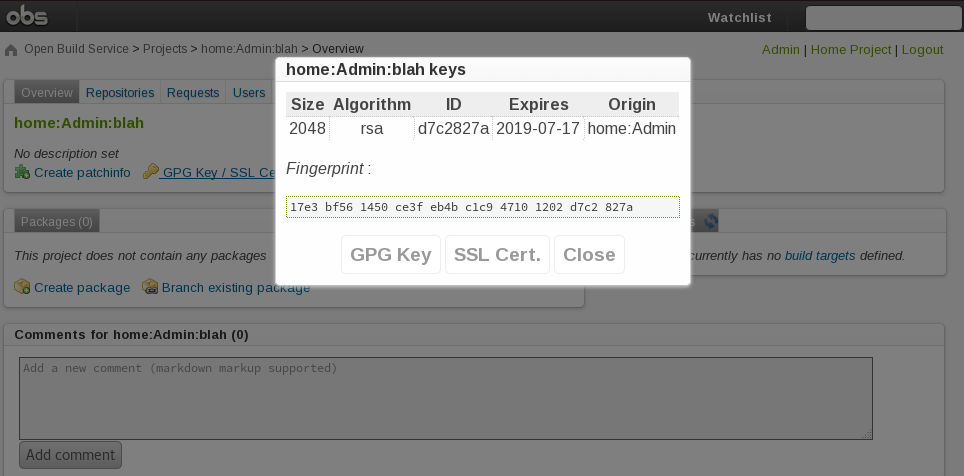 obs
Watchlist
Open Build Service > Projects > home:Admin:blah > Overview
Admin | Home Project | Logout
home:Admin:blah keys
Overview Repositories Requests Users
Size Algorithm ID Expires Origin
2048 rsa d7c2827a 2019-07-17 home:Admin
home:Admin:blah
No description set
Create patchinfo GPG Key / SSL Ce
Fingerprint :
17e3 bf56 1450 ce3f eb4b c1c9 4710 1202 d7c2 827a
Packages (0)
GPG Key SSL Cert. Close
This project does not contain any packages
currently has no build targets defined.
Create package Branch existing package
Comments for home:Admin:blah (0)
Add a new comment (markdown markup supported)
Add comment